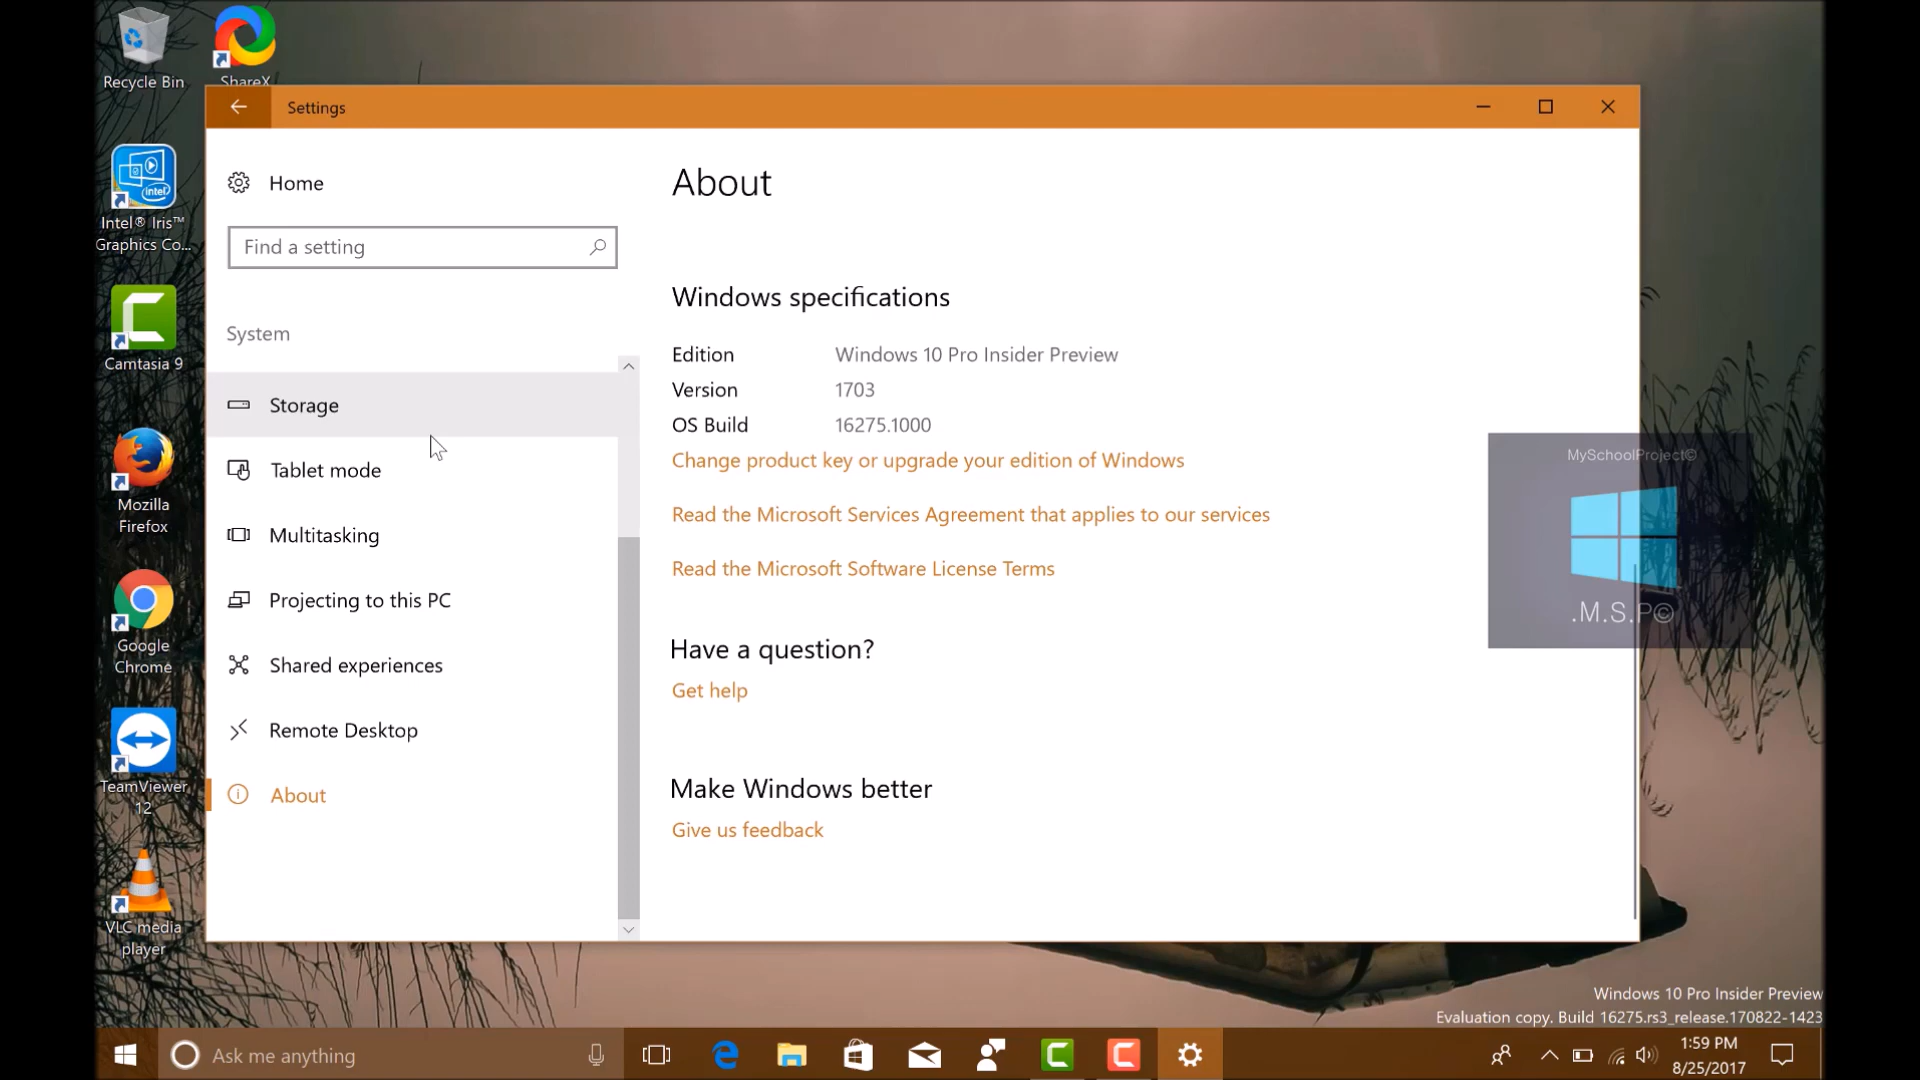 Recycle Bin
ShareX
Settings
Intel® Iris™
Graphics Co...
Camtasia 9
Mozilla
Firefox
Google
Chrome
TeamViewer
12
VLC media
player
Home
Find a setting
System
Storage
Tablet mode
Multitasking
Projecting to this PC
Shared experiences
Remote Desktop
About
About
Windows specifications
Edition Windows 10 Pro Insider Preview
Version 1703
OS Build 16275.1000
Change product key or upgrade your edition of Windows
Read the Microsoft Services Agreement that applies to our services
Read the Microsoft Software License Terms
Have a question?
Get help
Make Windows better
Give us feedback
MySchoolProject©
.M.S.P©
Windows 10 Pro Insider Preview
Evaluation copy. Build 16275.rs3_release.170822-1423
Ask me anything
1:59 PM
8/25/2017